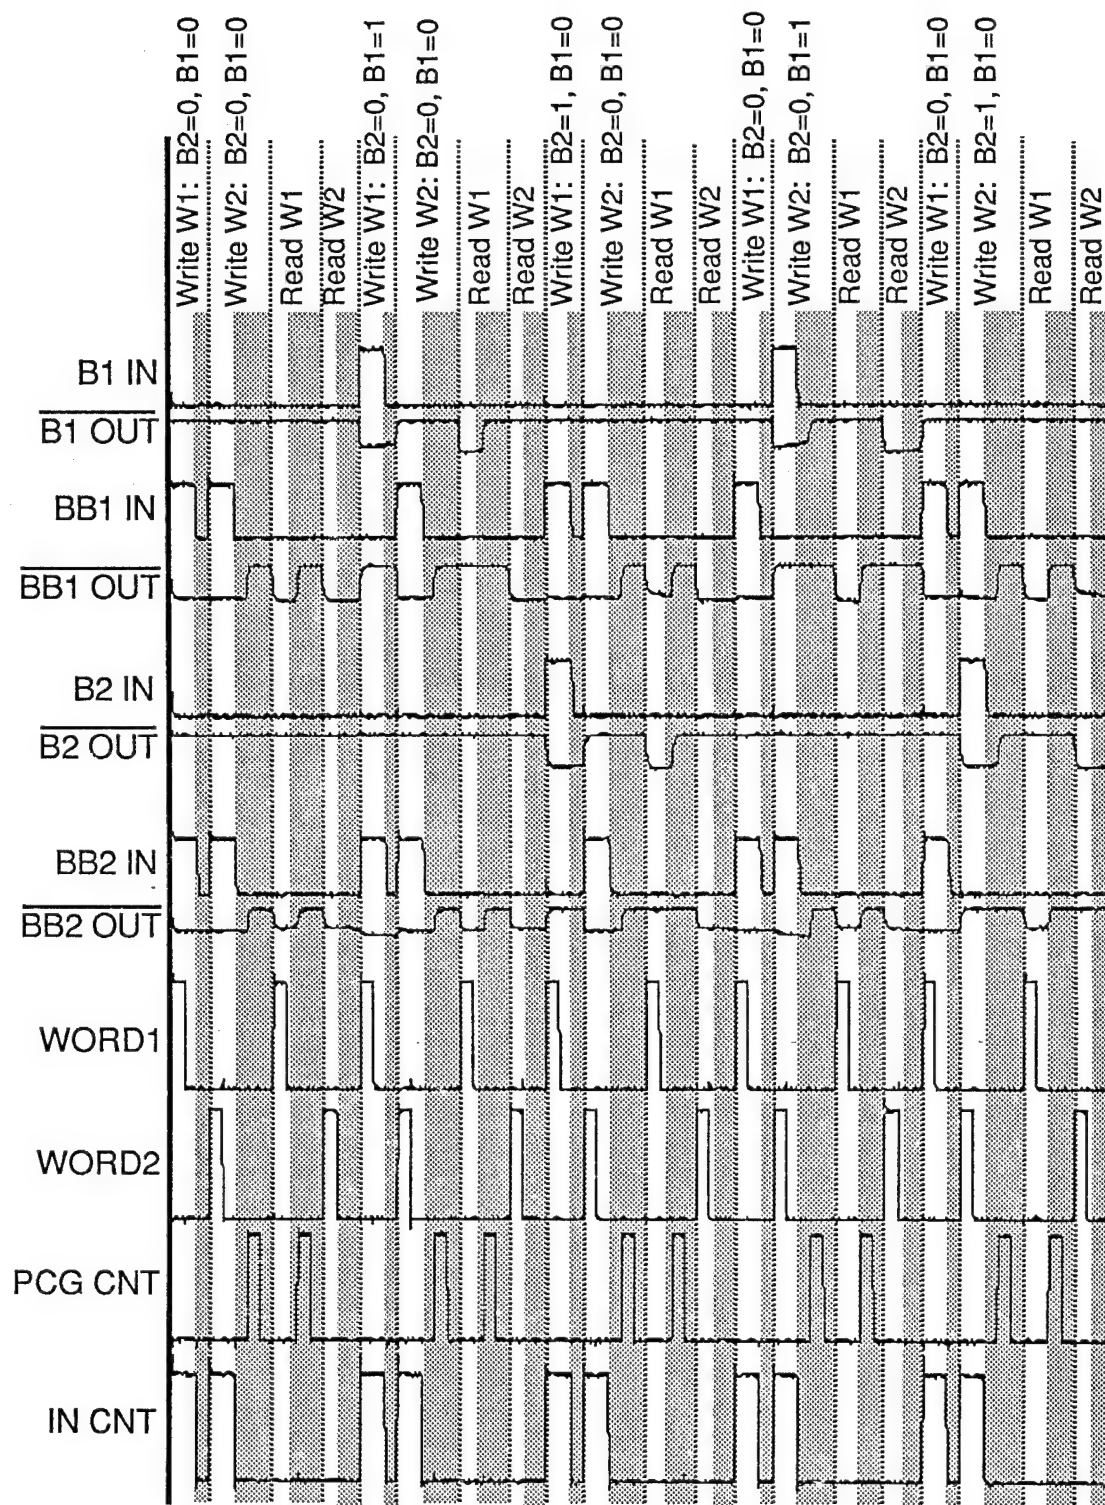 Write W1: B2=0, B1=0
Write W2: B2=0, B1=0
Read W1
Read W2
Write W1: B2=0, B1=1
Write W2: B2=0, B1=0
Read W1
Read W2
Write W1: B2=1, B1=0
Write W2: B2=0, B1=0
Read W1
Read W2
Write W1: B2=0, B1=0
Write W2: B2=0, B1=1
Read W1
Read W2
Write W1: B2=0, B1=0
Write W2: B2=1, B1=0
Read W1
Read W2
B1 IN
B1 OUT
BB1 IN
BB1 OUT
B2 IN
B2 OUT
BB2 IN
BB2 OUT
WORD1
WORD2
PCG CNT
IN CNT